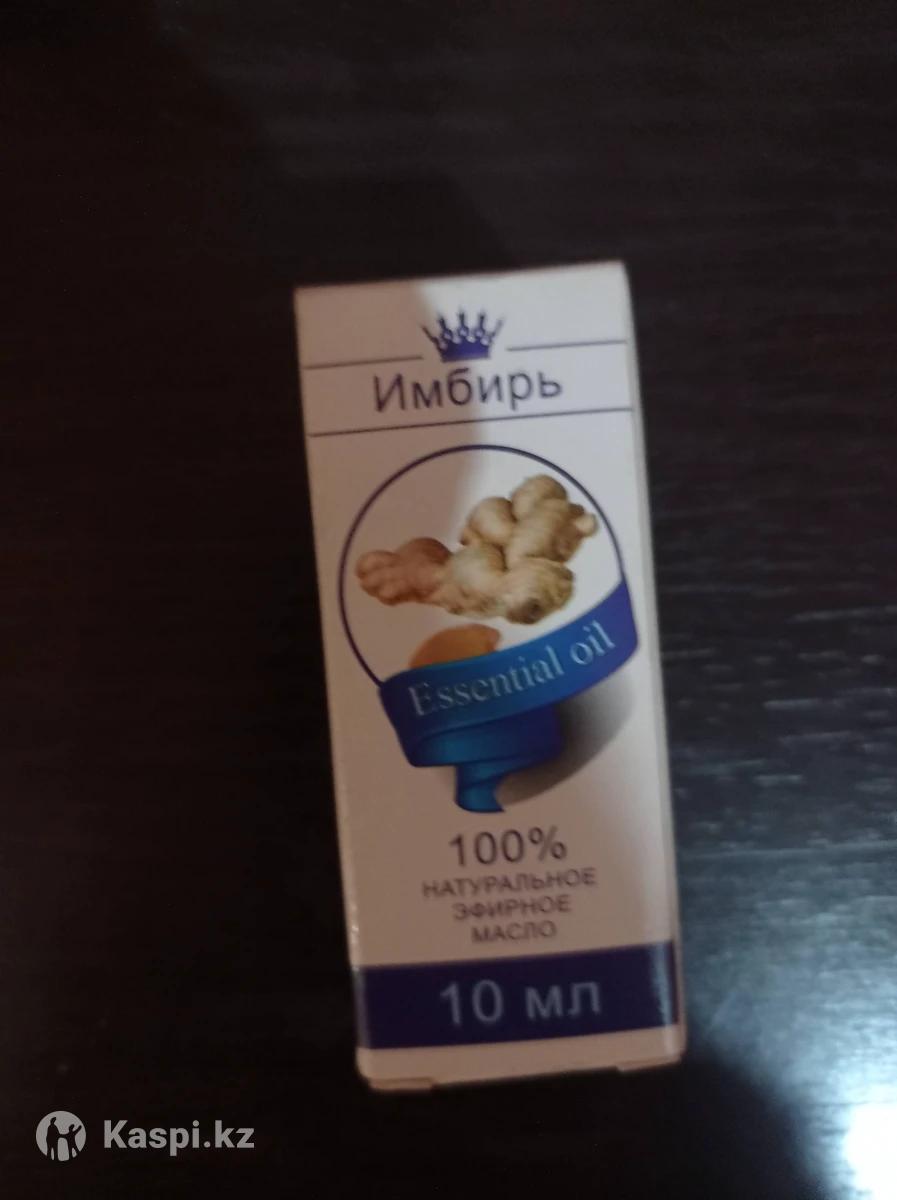 Имбирь
Essential oil
100%
НАТУРАЛЬНОЕ
ЭФИРНОЕ
МАСЛО
10 мл
Kaspi.kz